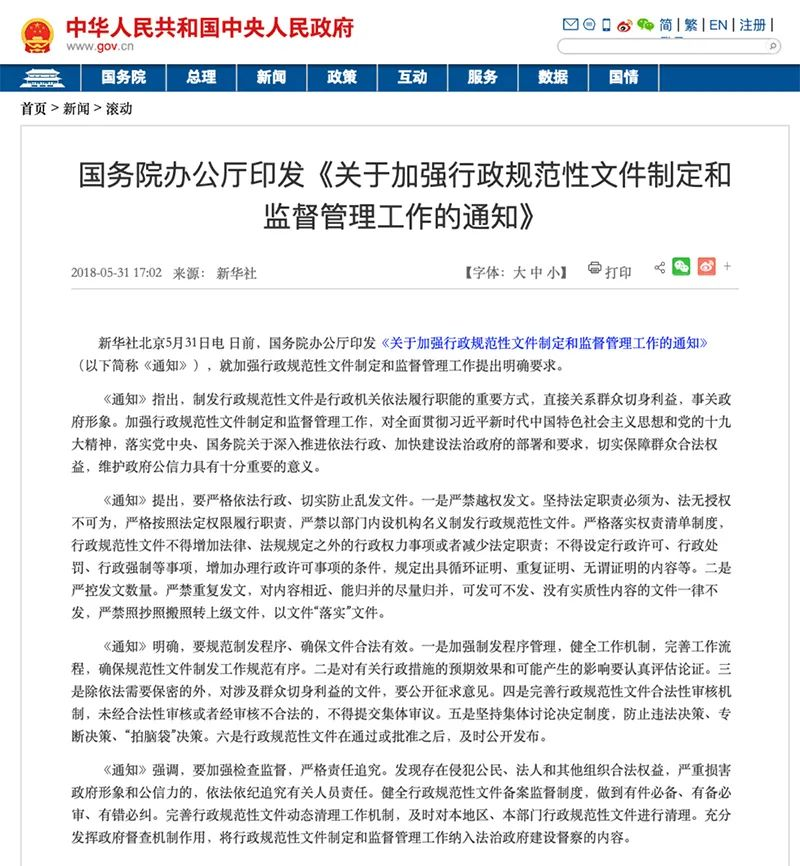 中华人民共和国中央人民政府
www.gov.cn
简 | 繁 | EN | 注册 |
国务院 总理 新闻 政策 互动 服务 数据 国情
首页 > 新闻 > 滚动
国务院办公厅印发《关于加强行政规范性文件制定和
监督管理工作的通知》
2018-05-31 17:02 来源： 新华社 【字体：大 中 小】 打印 +
新华社北京5月31日电 日前，国务院办公厅印发《关于加强行政规范性文件制定和监督管理工作的通知》
（以下简称《通知》），就加强行政规范性文件制定和监督管理工作提出明确要求。
《通知》指出，制发行政规范性文件是行政机关依法履行职能的重要方式，直接关系群众切身利益，事关政
府形象。加强行政规范性文件制定和监督管理工作，对全面贯彻习近平新时代中国特色社会主义思想和党的十九
大精神，落实党中央、国务院关于深入推进依法行政、加快建设法治政府的部署和要求，切实保障群众合法权
益，维护政府公信力具有十分重要的意义。
《通知》提出，要严格依法行政、切实防止乱发文件。一是严禁越权发文。坚持法定职责必须为、法无授权
不可为，严格按照法定权限履行职责，严禁以部门内设机构名义制发行政规范性文件。严格落实权责清单制度，
行政规范性文件不得增加法律、法规规定之外的行政权力事项或者减少法定职责；不得设定行政许可、行政处
罚、行政强制等事项，增加办理行政许可事项的条件，规定出具循环证明、重复证明、无谓证明的内容等。二是
严控发文数量。严禁重复发文，对内容相近、能归并的尽量归并，可发可不发、没有实质性内容的文件一律不
发，严禁照抄照搬照转上级文件，以文件“落实”文件。
《通知》明确，要规范制发程序、确保文件合法有效。一是加强制发程序管理，健全工作机制，完善工作流
程，确保规范性文件制发工作规范有序。二是对有关行政措施的预期效果和可能产生的影响要认真评估论证。三
是除依法需要保密的外，对涉及群众切身利益的文件，要公开征求意见。四是完善行政规范性文件合法性审核机
制，未经合法性审核或者经审核不合法的，不得提交集体审议。五是坚持集体讨论决定制度，防止违法决策、专
断决策、“拍脑袋”决策。六是行政规范性文件在通过或批准之后，及时公开发布。
《通知》强调，要加强检查监督，严格责任追究。发现存在侵犯公民、法人和其他组织合法权益，严重损害
政府形象和公信力的，依法依纪追究有关人员责任。健全行政规范性文件备案监督制度，做到有件必备、有备必
审、有错必纠。完善行政规范性文件动态清理工作机制，及时对本地区、本部门行政规范性文件进行清理。充分
发挥政府督查机制作用，将行政规范性文件制定和监督管理工作纳入法治政府建设督察的内容。